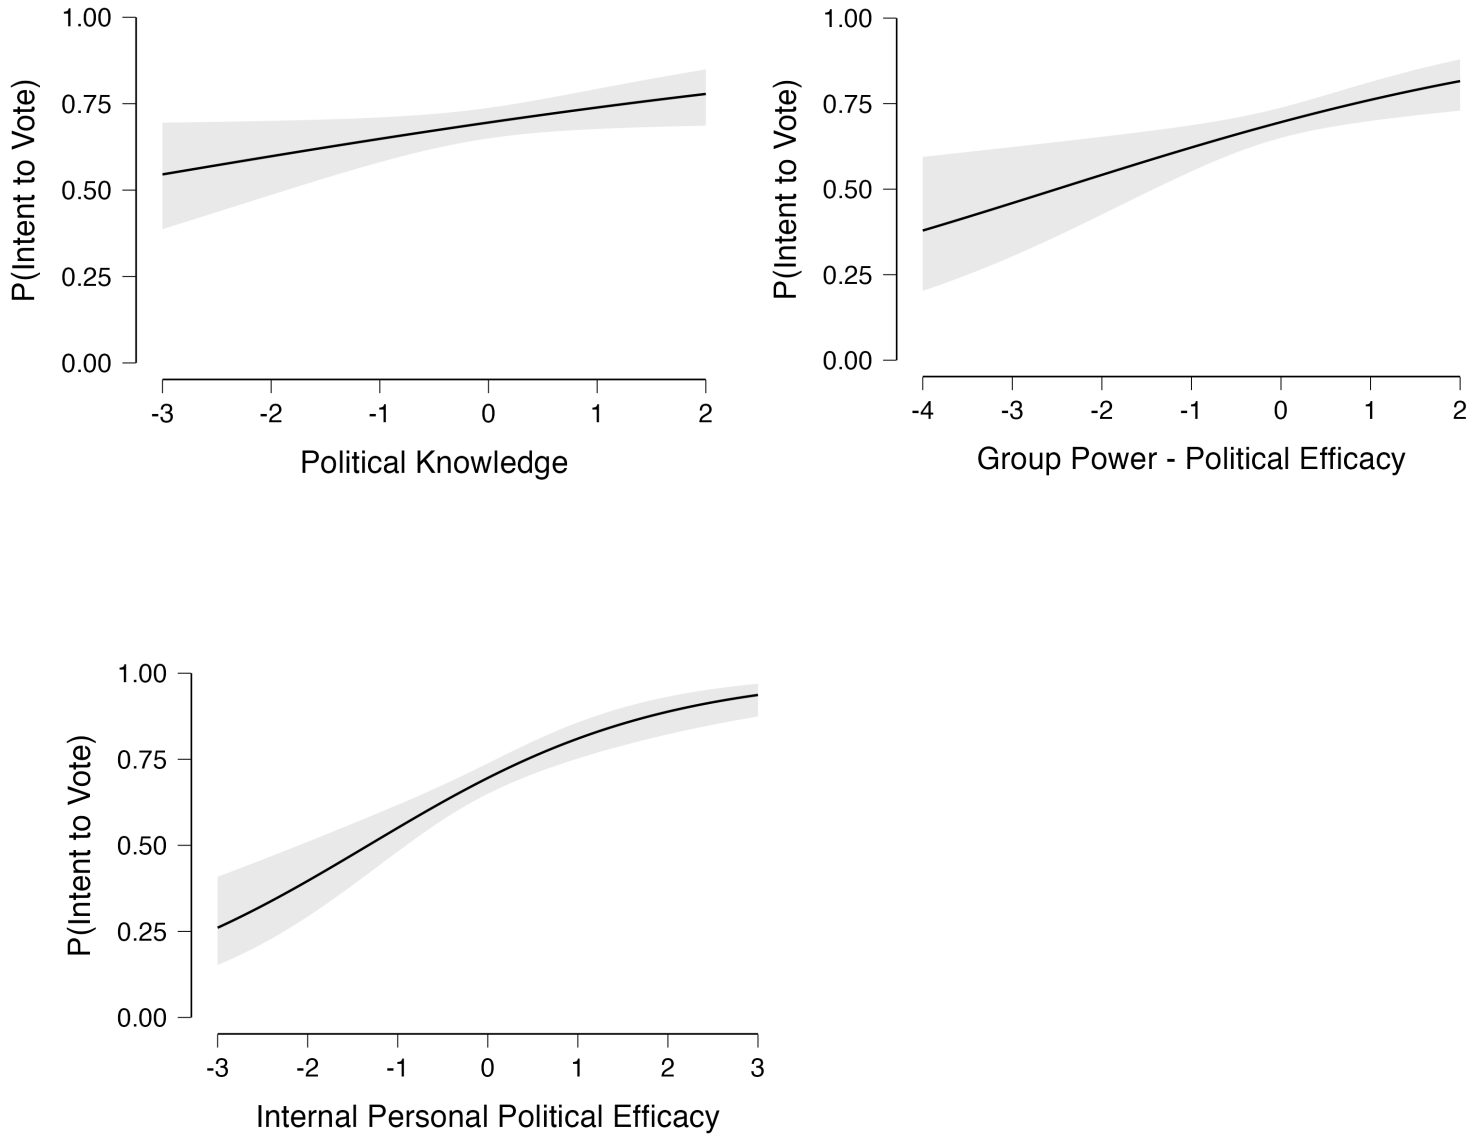 1.00
0.75
0.50
0.25
0.00
P(Intent to Vote)
-3 -2 -1 0 1 2
Political Knowledge
1.00
0.75
0.50
0.25
0.00
P(Intent to Vote)
-4 -3 -2 -1 0 1 2
Group Power - Political Efficacy
1.00
0.75
0.50
0.25
0.00
P(Intent to Vote)
-3 -2 -1 0 1 2 3
Internal Personal Political Efficacy